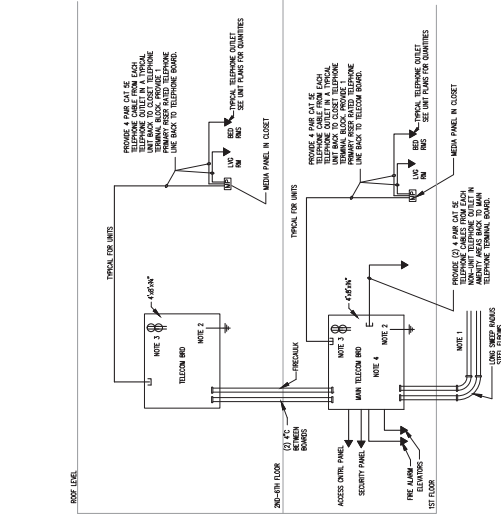 ROOF LEVEL
PROVIDE 4 PAIR CAT 5E
TELEPHONE CABLE FROM EACH
TELEPHONE OUTLET IN A TYPICAL
UNIT BACK TO CLOSET TELEPHONE
TERMINAL BLOCK. PROVIDE 1
PRIMARY RISER RATED TELEPHONE
LINE BACK TO TELEPHONE BOARD.
TYPICAL TELEPHONE OUTLET
SEE UNIT PLANS FOR QUANTITIES
BED
RMS
LVG
RM
MEDIA PANEL IN CLOSET
TYPICAL FOR UNITS
4'x8'x¾"
NOTE 3
NOTE 2
TELECOM BRD
FIRECAULK
(2) 4"C
BETWEEN
BOARDS
2ND-6TH FLOOR
PROVIDE 4 PAIR CAT 5E
TELEPHONE CABLE FROM EACH
TELEPHONE OUTLET IN A TYPICAL
UNIT BACK TO CLOSET TELEPHONE
TERMINAL BLOCK. PROVIDE 1
PRIMARY RISER RATED TELEPHONE
LINE BACK TO TELECOM BOARD.
TYPICAL TELEPHONE OUTLET
SEE UNIT PLANS FOR QUANTITIES
BED
RMS
LVG
RM
MEDIA PANEL IN CLOSET
TYPICAL FOR UNITS
4'x8'x¾"
PROVIDE (2) 4 PAIR CAT 5E
TELEPHONE CABLES FROM EACH
NON-UNIT TELEPHONE OUTLET IN
AMENITY AREAS BACK TO MAIN
TELEPHONE TERMINAL BOARD.
NOTE 3
NOTE 2
MAIN TELECOM BRD
NOTE 4
NOTE 1
LONG SWEEP RADIUS
STEEL ELBOWS
ACCESS CNTRL PANEL
SECURITY PANEL
FIRE ALARM
ELEVATORS
1ST FLOOR